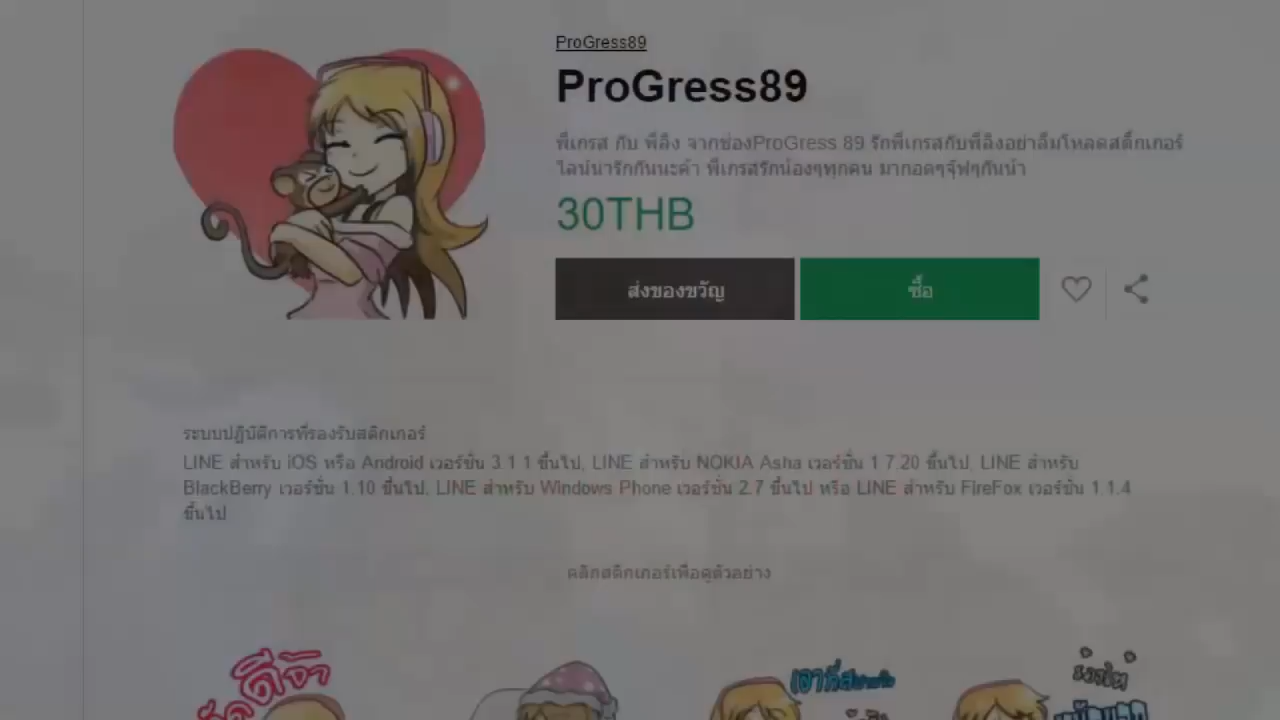 ProGress89
ProGress89
พี่เกรส กับ พี่ลิง จากช่องProGress 89 รักพี่เกรสกับพี่ลิงอย่าลืมโหลดสติ๊กเกอร์
ไลน์น่ารักกันนะค้า พี่เกรสรักน้องๆทุกคน มากอดๆจุ๊ฟๆกันน้า
30THB
ส่งของขวัญ
ซื้อ
ระบบปฏิบัติการที่รองรับสติกเกอร์
LINE สำหรับ iOS หรือ Android เวอร์ชั่น 3.1.1 ขึ้นไป, LINE สำหรับ NOKIA Asha เวอร์ชั่น 1.7.20 ขึ้นไป, LINE สำหรับ
BlackBerry เวอร์ชั่น 1.10 ขึ้นไป, LINE สำหรับ Windows Phone เวอร์ชั่น 2.7 ขึ้นไป หรือ LINE สำหรับ FireFox เวอร์ชั่น 1.1.4
ขึ้นไป
คลิกสติกเกอร์เพื่อดูตัวอย่าง
ดีจ้า